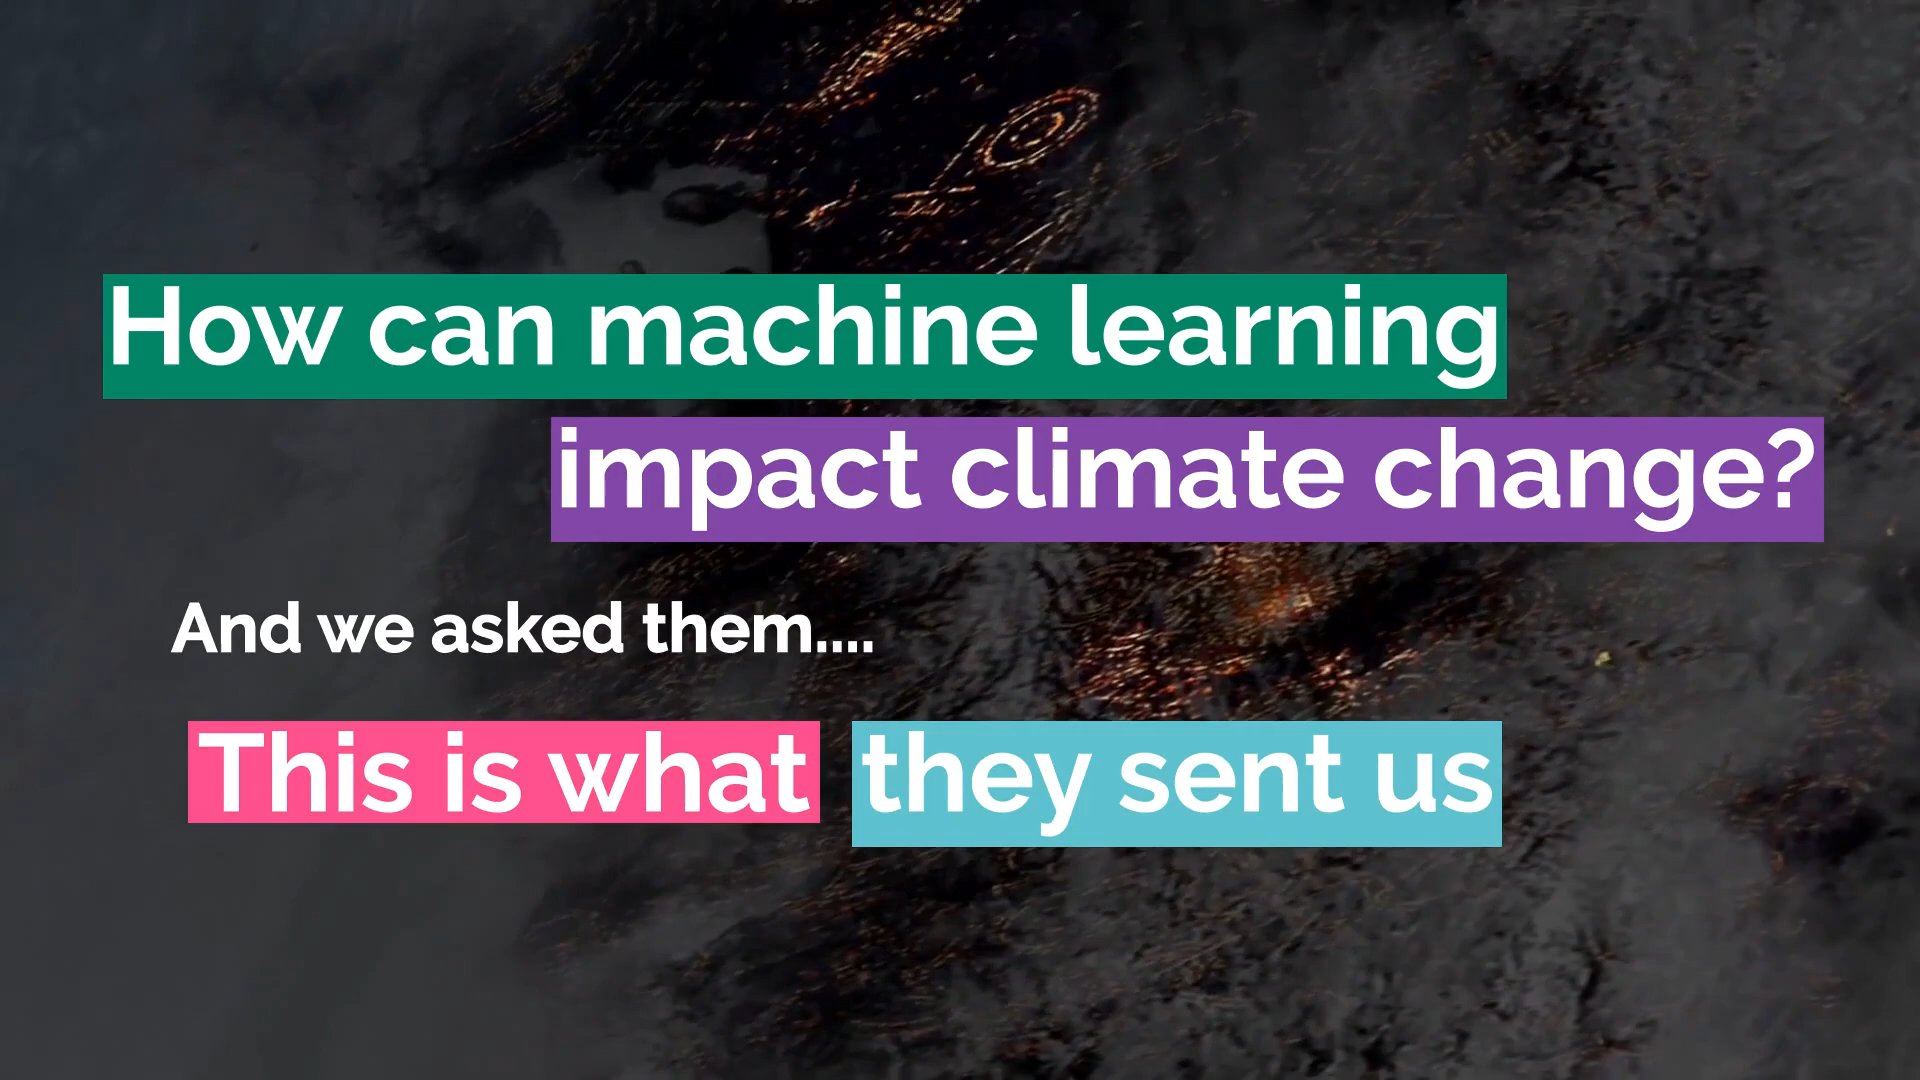 How can machine learning
impact climate change?
And we asked them....
This is what they sent us